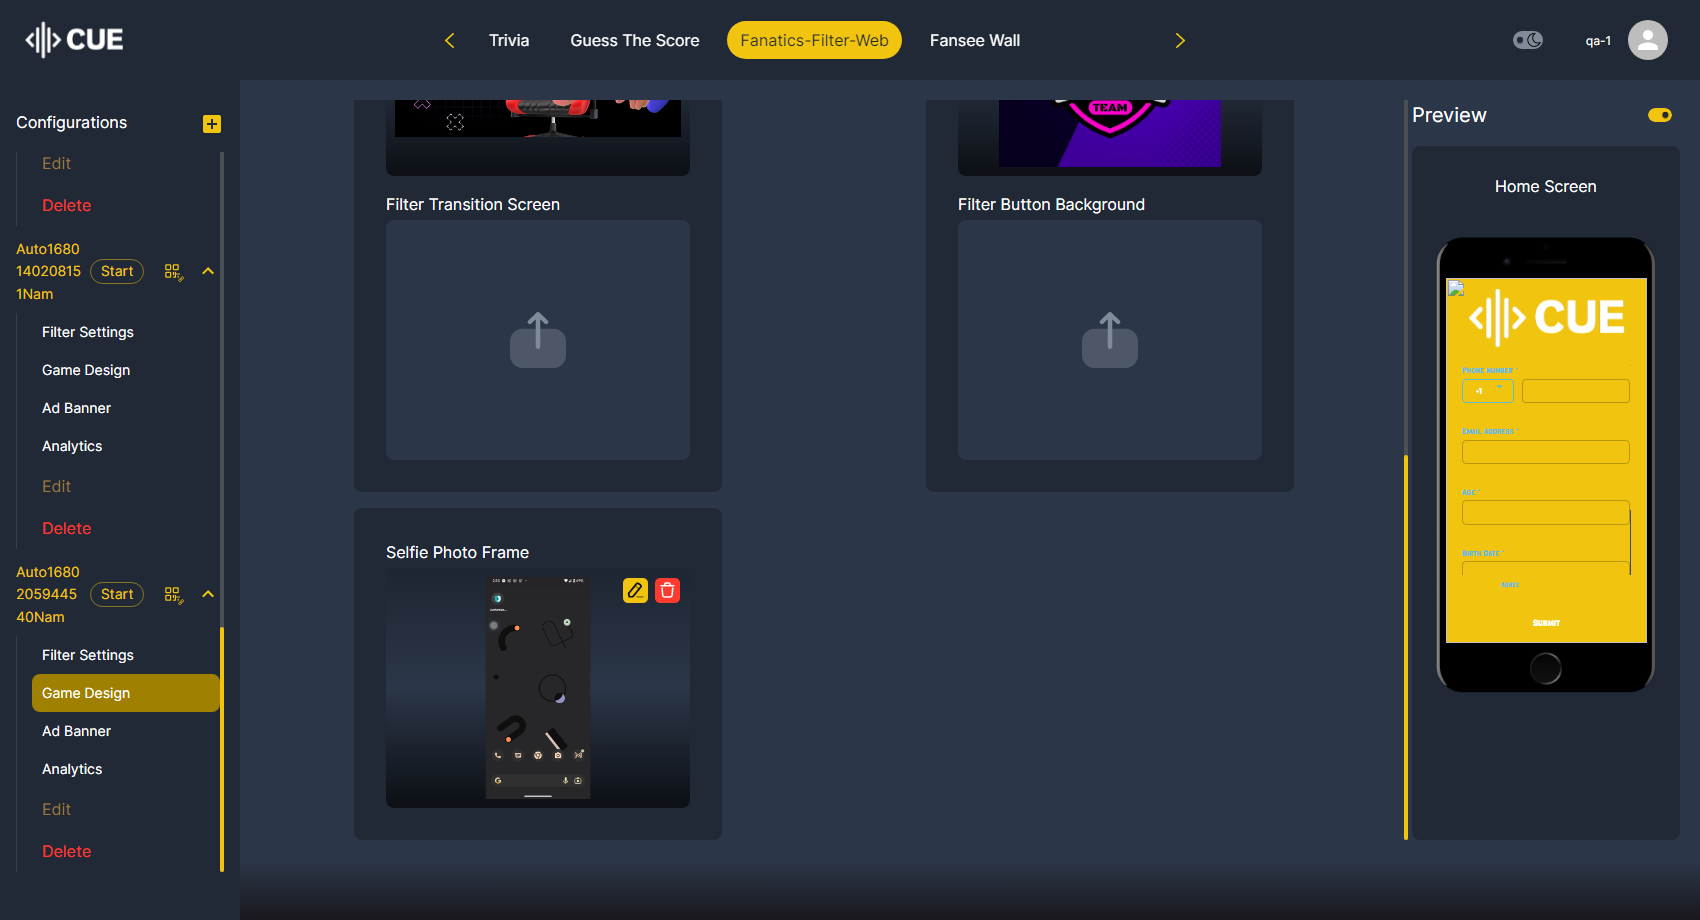 CUE
Trivia
Guess The Score
Fanatics-Filter-Web
Fansee Wall
qa-1
Configurations
Edit
Delete
Auto1680
14020815
1Nam
Start
Filter Settings
Game Design
Ad Banner
Analytics
Edit
Delete
Auto1680
2059445
40Nam
Start
Filter Settings
Game Design
Ad Banner
Analytics
Edit
Delete
TEAM
Filter Transition Screen
Filter Button Background
Selfie Photo Frame
Preview
Home Screen
CUE
Phone number *
+1
Email Address *
Age *
Birth Date *
Submit